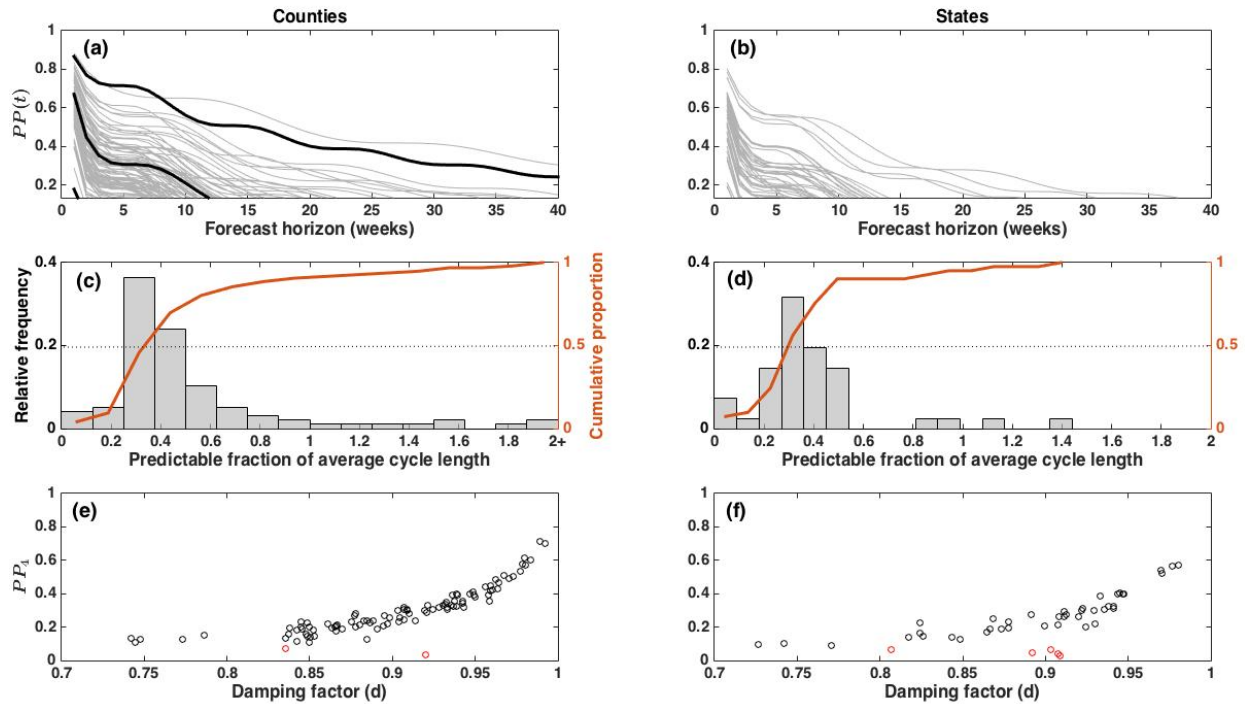 Counties
States
(a)
(b)
PP(t)
1
0.8
0.6
0.4
0.2
0 5 10 15 20 25 30 35 40
Forecast horizon (weeks)
1
0.8
0.6
0.4
0.2
0 5 10 15 20 25 30 35 40
Forecast horizon (weeks)
(c)
Relative frequency
0.4
0.2
0
1
0.5
0
Cumulative proportion
0 0.2 0.4 0.6 0.8 1 1.2 1.4 1.6 1.8 2+
Predictable fraction of average cycle length
(d)
0.4
0.2
0
1
0.5
0
0 0.2 0.4 0.6 0.8 1 1.2 1.4 1.6 1.8 2
Predictable fraction of average cycle length
(e)
PP4
1
0.8
0.6
0.4
0.2
0
0.7 0.75 0.8 0.85 0.9 0.95 1
Damping factor (d)
(f)
1
0.8
0.6
0.4
0.2
0
0.7 0.75 0.8 0.85 0.9 0.95 1
Damping factor (d)